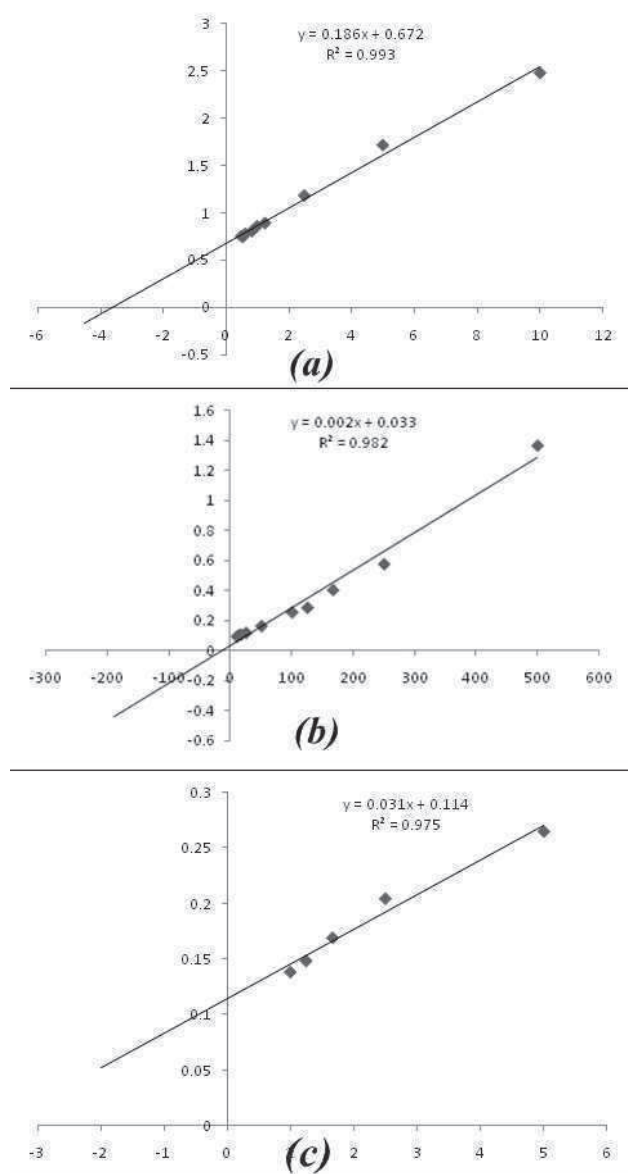 y = 0.186x + 0.672
R² = 0.993
3
2.5
2
1.5
1
0.5
0
-0.5
-6 -4 -2 0 2 4 6 8 10 12
(a)
y = 0.002x + 0.033
R² = 0.982
1.6
1.4
1.2
1
0.8
0.6
0.4
0.2
0
-0.2
-0.4
-0.6
-300 -200 -100 0 100 200 300 400 500 600
(b)
y = 0.031x + 0.114
R² = 0.975
0.3
0.25
0.2
0.15
0.1
0.05
0
-3 -2 -1 0 1 2 3 4 5 6
(c)